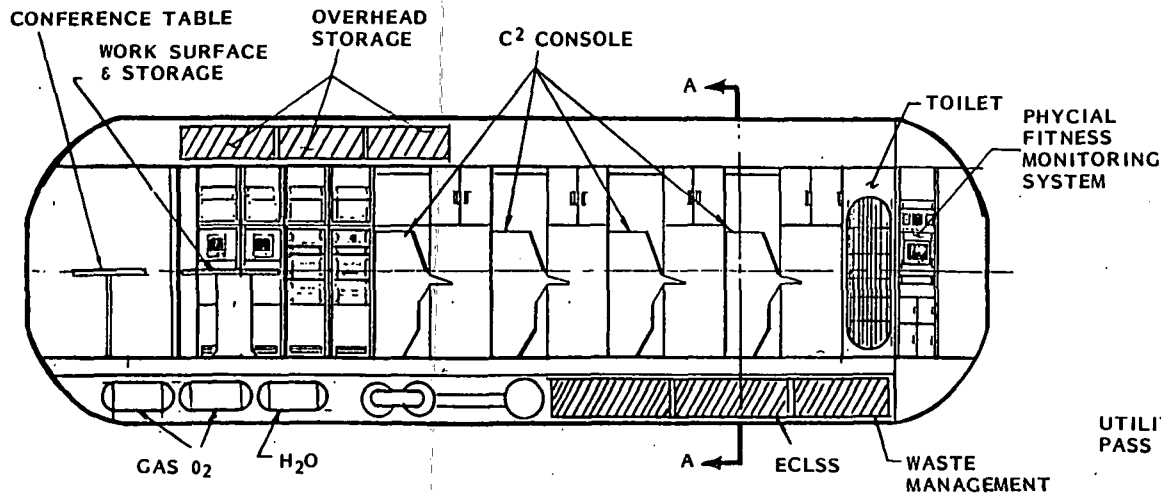 CONFERENCE TABLE
WORK SURFACE
& STORAGE
OVERHEAD
STORAGE
C² CONSOLE
A
TOILET
PHYCIAL
FITNESS
MONITORING
SYSTEM
GAS O₂
H₂O
A
ECLSS
WASTE
MANAGEMENT
PASS